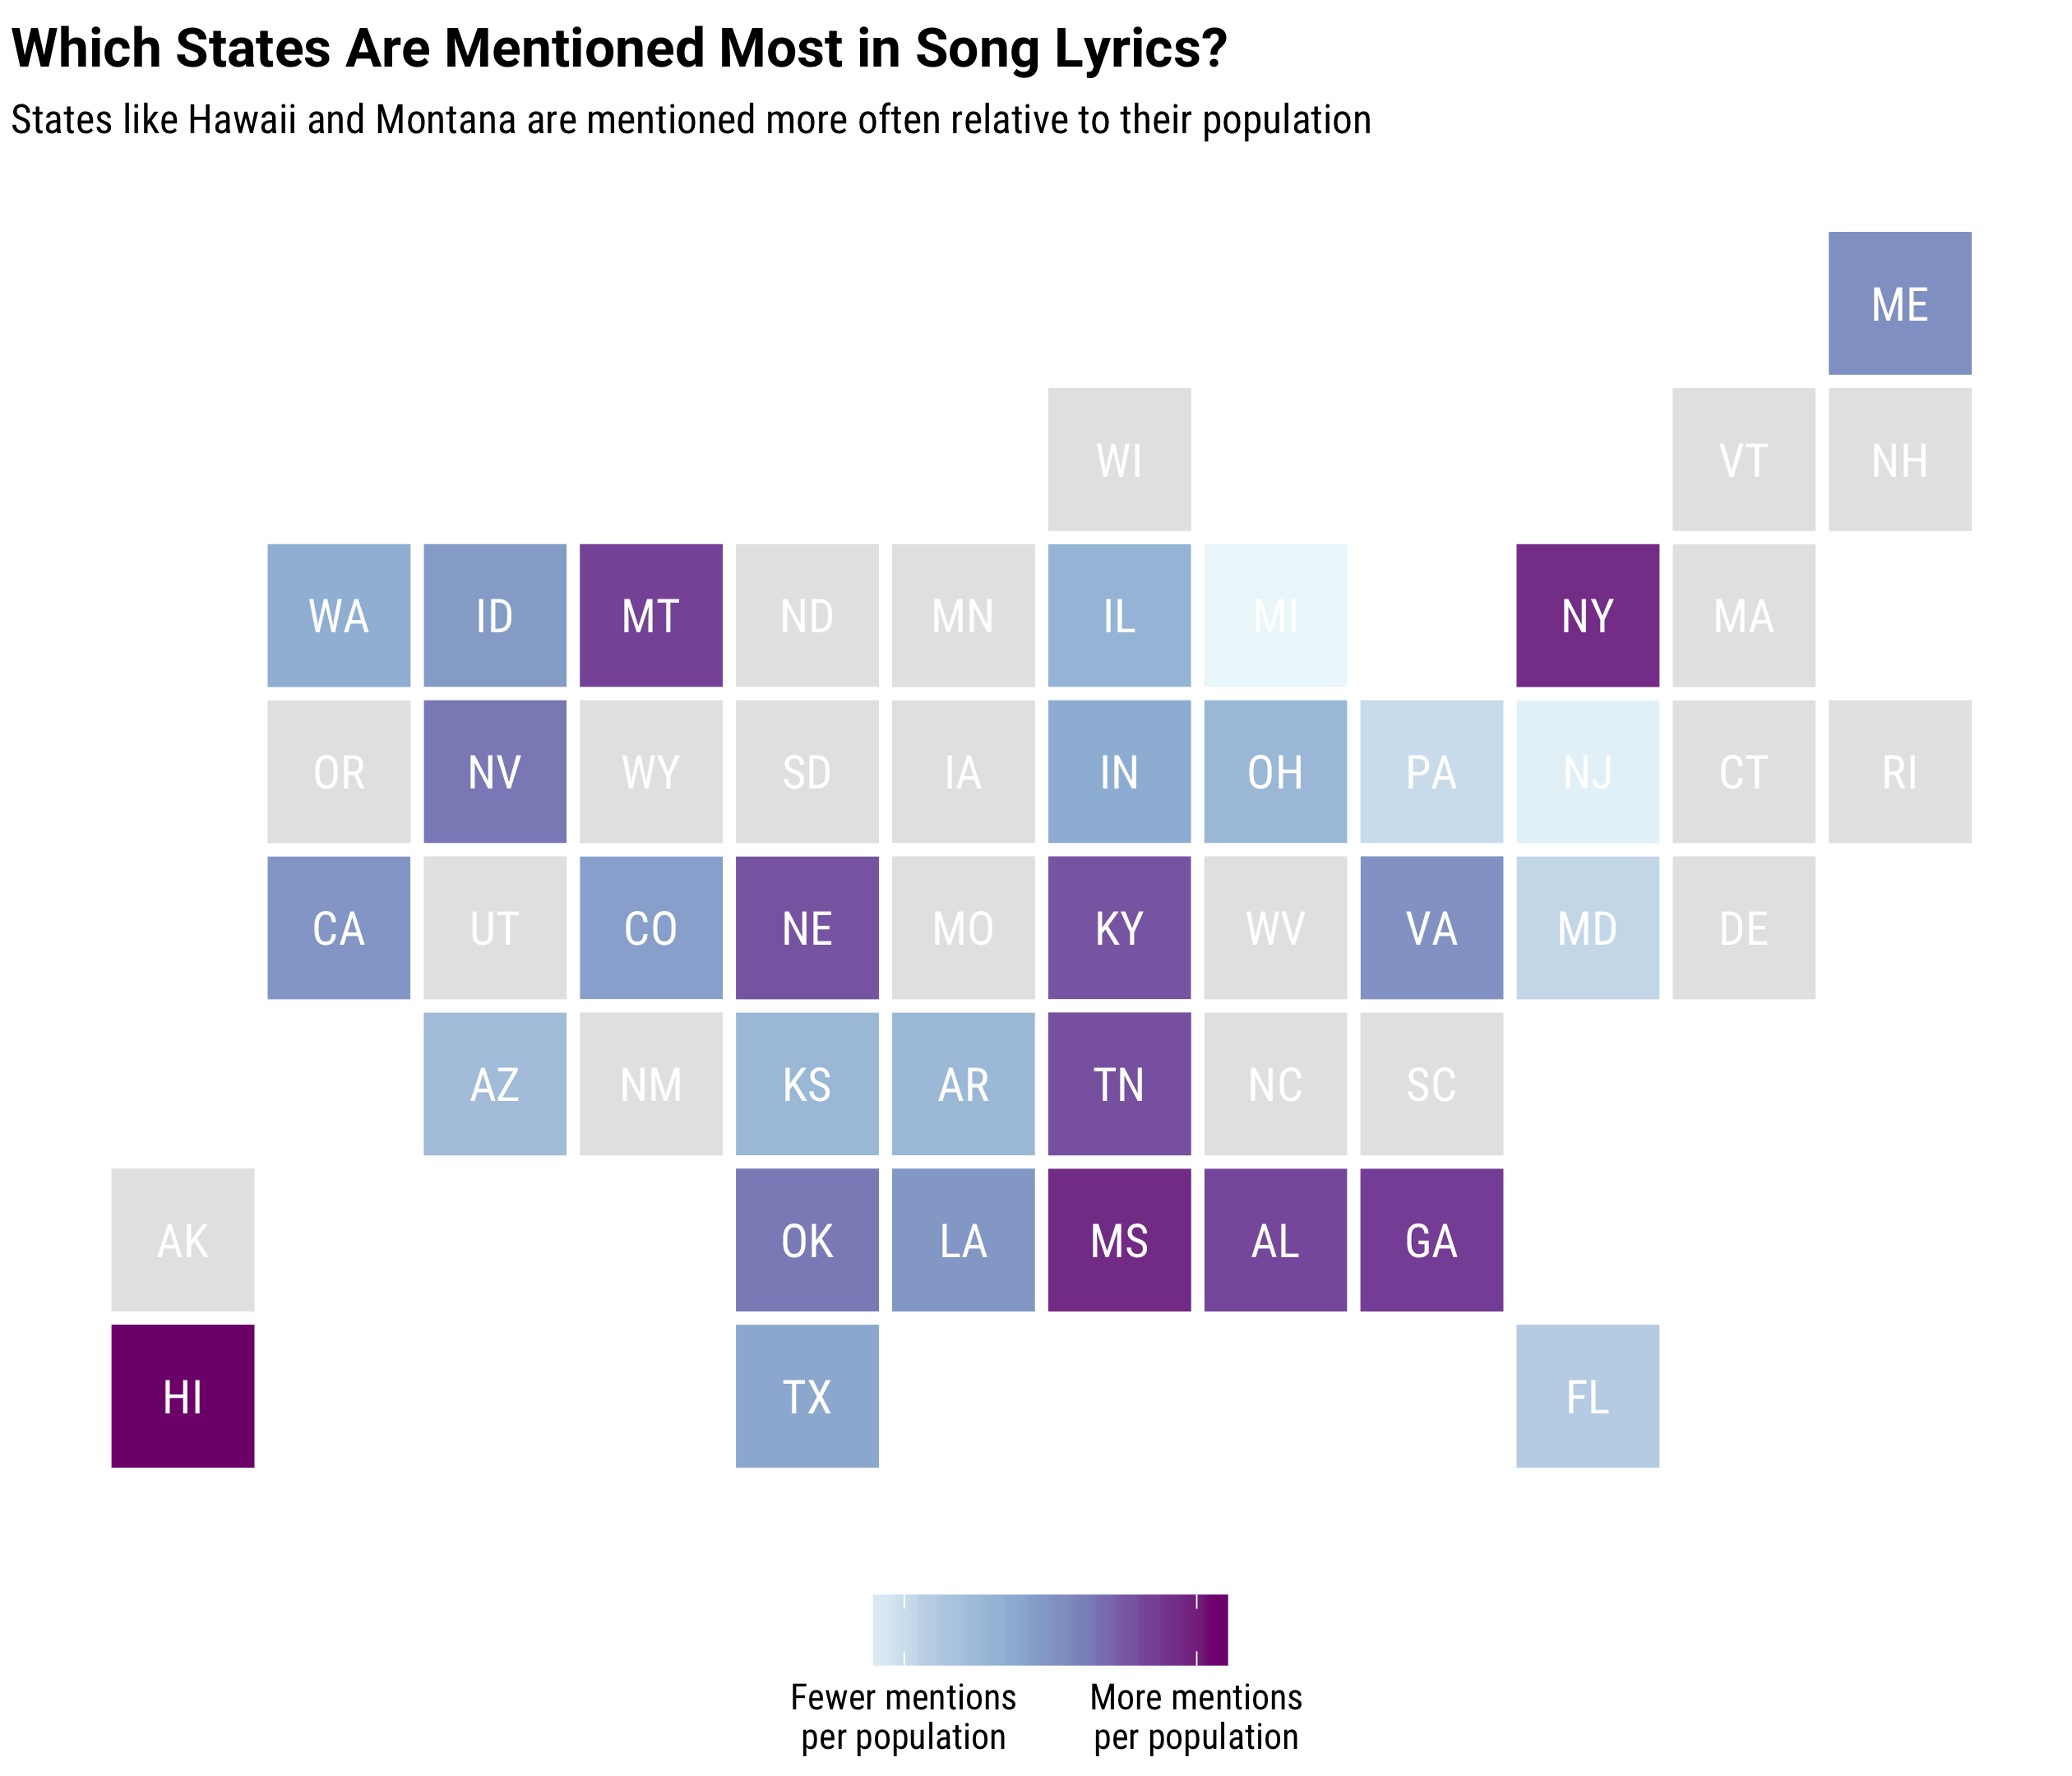 Which States Are Mentioned Most in Song Lyrics?
States like Hawaii and Montana are mentioned more often relative to their population
ME
WI VT NH
WA ID MT ND MN IL MI NY MA
OR NV WY SD IA IN OH PA NJ CT RI
CA UT CO NE MO KY WV VA MD DE
AZ NM KS AR TN NC SC
AK OK LA MS AL GA
HI TX FL
Fewer mentions More mentions
per population per population